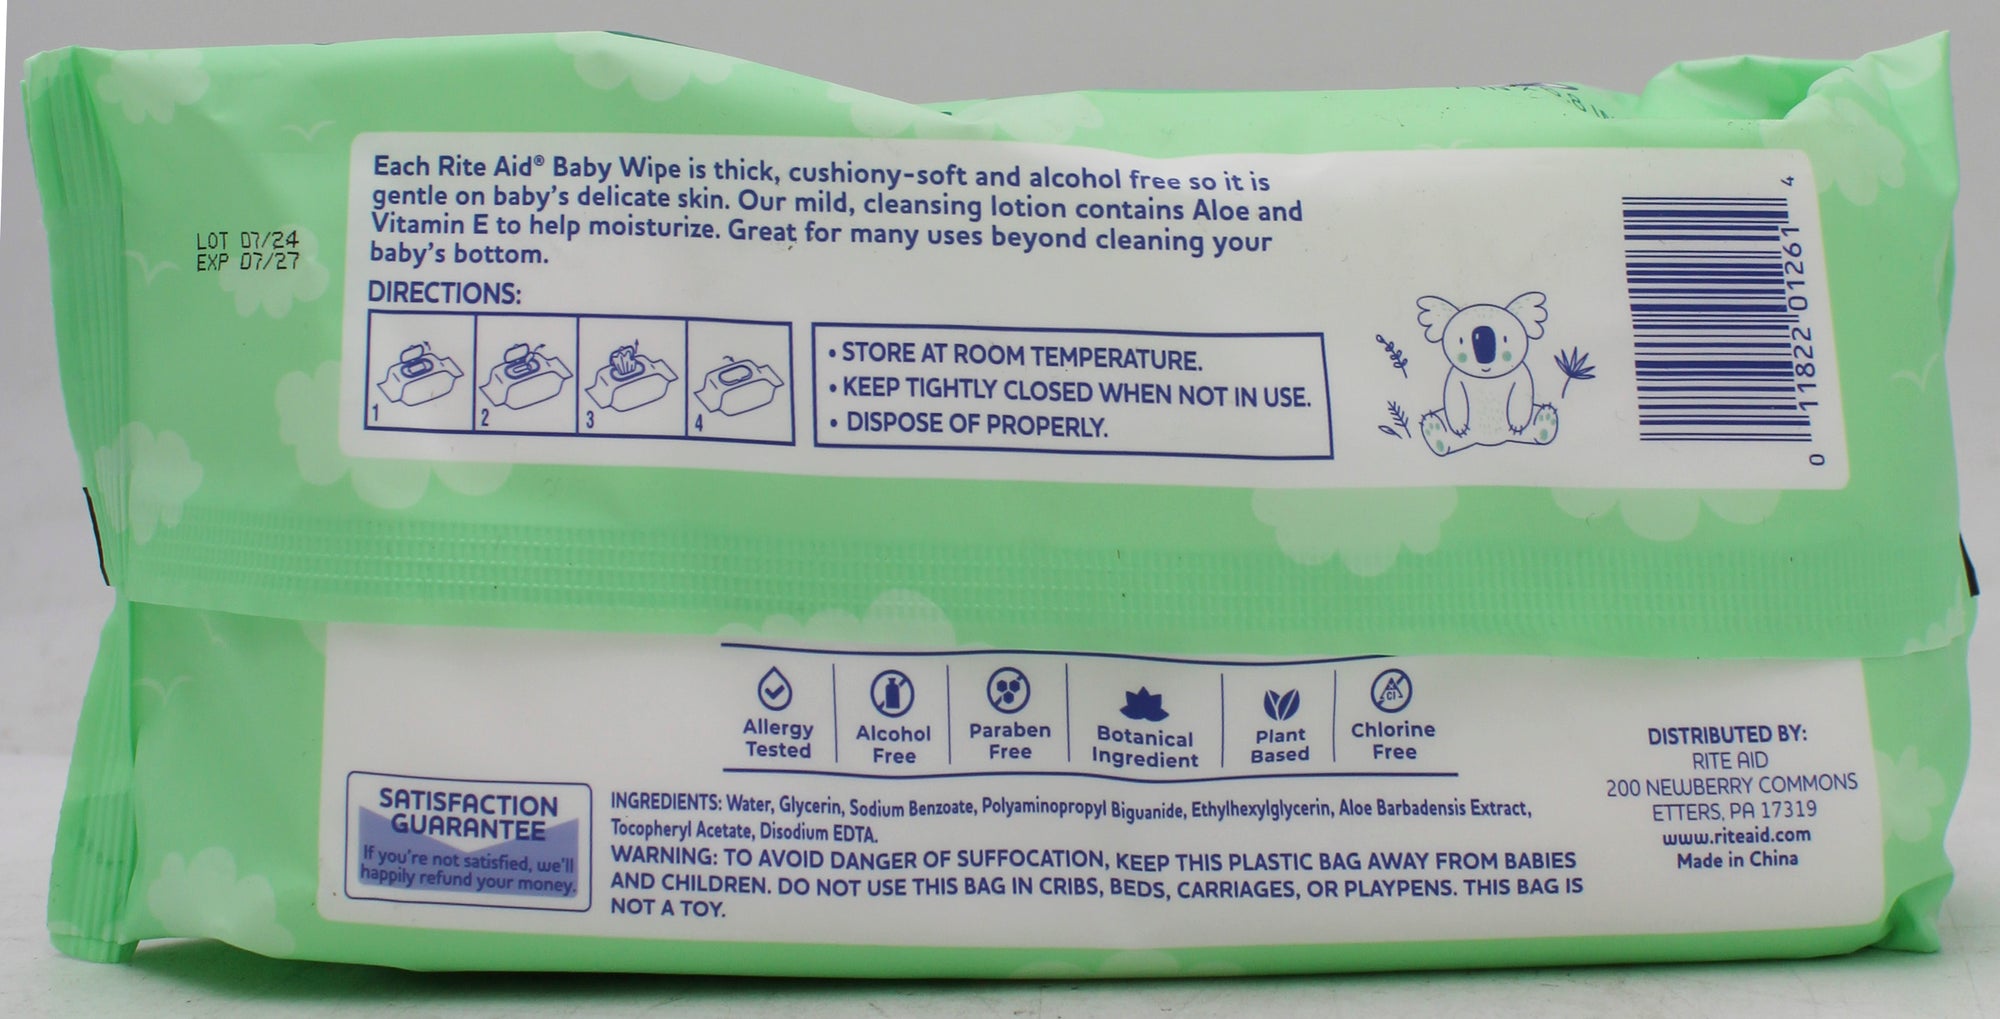 LOT 07/24
EXP 07/27
Each Rite Aid® Baby Wipe is thick, cushiony-soft and alcohol free so it is
gentle on baby's delicate skin. Our mild, cleansing lotion contains Aloe and
Vitamin E to help moisturize. Great for many uses beyond cleaning your
baby's bottom.
DIRECTIONS:
1 2 3 4
• STORE AT ROOM TEMPERATURE.
• KEEP TIGHTLY CLOSED WHEN NOT IN USE.
• DISPOSE OF PROPERLY.
0 11822 01261 4
Allergy
Tested
Alcohol
Free
Paraben
Free
Botanical
Ingredient
Plant
Based
Cl
Chlorine
Free
SATISFACTION
GUARANTEE
If you're not satisfied, we'll
happily refund your money.
INGREDIENTS: Water, Glycerin, Sodium Benzoate, Polyaminopropyl Biguanide, Ethylhexylglycerin, Aloe Barbadensis Extract,
Tocopheryl Acetate, Disodium EDTA.
WARNING: TO AVOID DANGER OF SUFFOCATION, KEEP THIS PLASTIC BAG AWAY FROM BABIES
AND CHILDREN. DO NOT USE THIS BAG IN CRIBS, BEDS, CARRIAGES, OR PLAYPENS. THIS BAG IS
NOT A TOY.
DISTRIBUTED BY:
RITE AID
200 NEWBERRY COMMONS
ETTERS, PA 17319
www.riteaid.com
Made in China